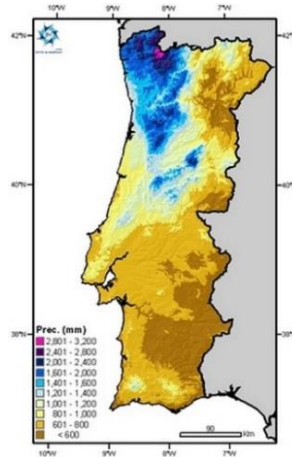 10°W 9°W 8°W 7°W
42°N 42°N
40°N 40°N
38°N 38°N
Prec. (mm)
2,801 - 3,200
2,401 - 2,800
2,001 - 2,400
1,601 - 2,000
1,401 - 1,600
1,201 - 1,400
1,001 - 1,200
801 - 1,000
601 - 800
< 600
90
Km
10°W 9°W 8°W 7°W